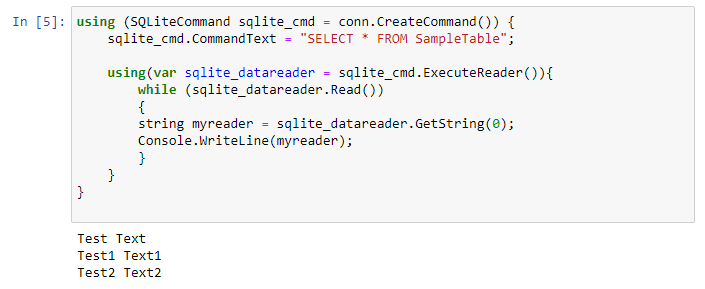 In [5]: using (SQLiteCommand sqlite_cmd = conn.CreateCommand()) {
sqlite_cmd.CommandText = "SELECT * FROM SampleTable";
using(var sqlite_datareader = sqlite_cmd.ExecuteReader()){
while (sqlite_datareader.Read())
{
string myreader = sqlite_datareader.GetString(0);
Console.WriteLine(myreader);
}
}
}
Test Text
Test1 Text1
Test2 Text2